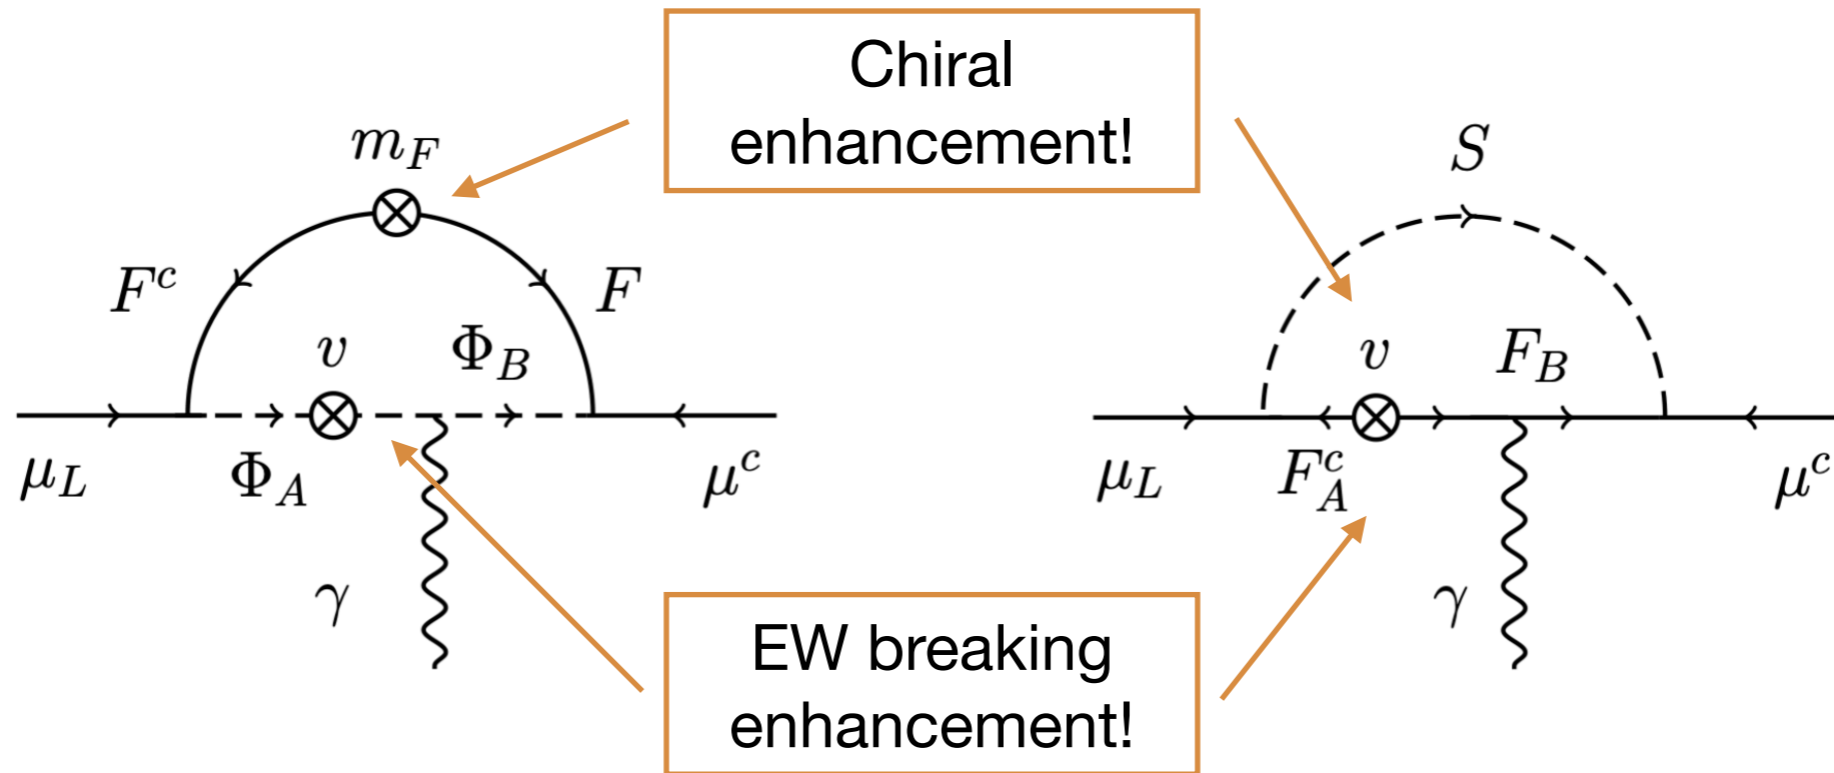 Chiral
enhancement!
m_F
S
F^c
F
v
Φ_B
v
F_B
μ_L
Φ_A
μ^c
μ_L
F_A^c
μ^c
γ
γ
EW breaking
enhancement!